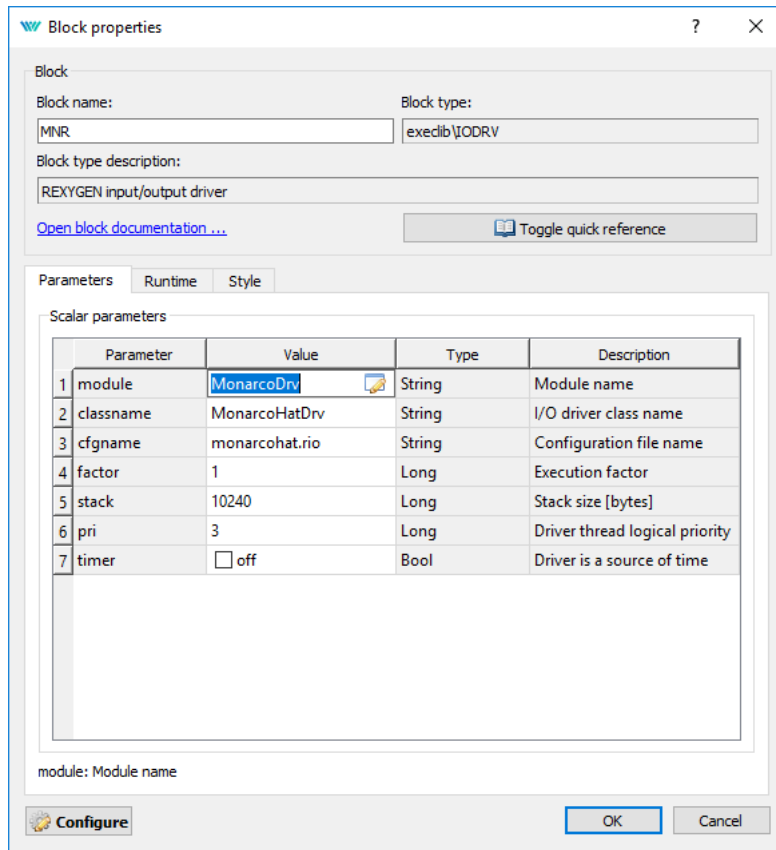 Block properties
?
Block
Block name:
Block type:
MNR
execlib\IODRV
Block type description:
REXYGEN input/output driver
Open block documentation ...
Toggle quick reference
Parameters Runtime Style
Scalar parameters
Parameter Value Type Description
1 module MonarcoDrv String Module name
2 classname MonarcoHatDrv String I/O driver class name
3 cfgname monarcohat.rio String Configuration file name
4 factor 1 Long Execution factor
5 stack 10240 Long Stack size [bytes]
6 pri 3 Long Driver thread logical priority
7 timer off Bool Driver is a source of time
module: Module name
Configure
OK
Cancel